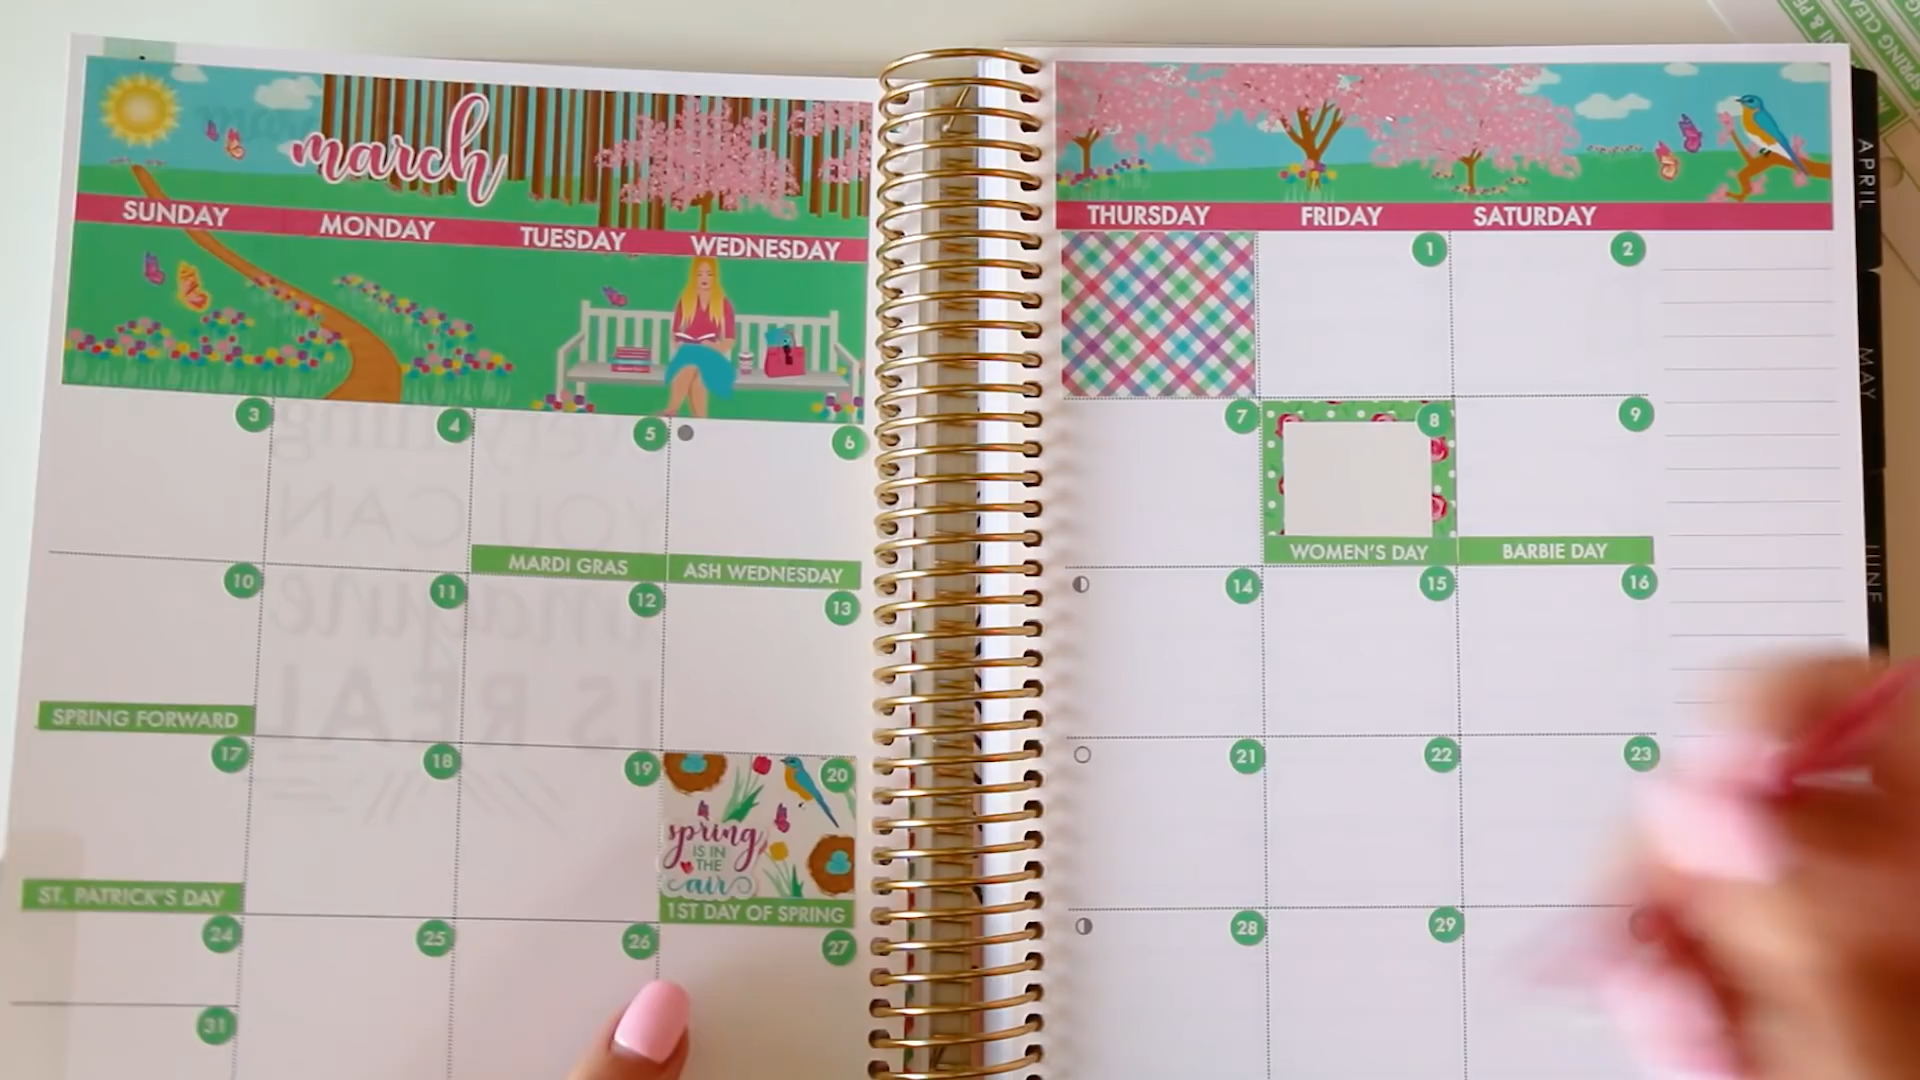 march
SUNDAY MONDAY TUESDAY WEDNESDAY
THURSDAY FRIDAY SATURDAY
1 2
3 4 5 6
7 8 9
MARDI GRAS ASH WEDNESDAY
WOMEN'S DAY BARBIE DAY
10 11 12 13
14 15 16
SPRING FORWARD
17 18 19 20
21 22 23
spring
IS IN
THE
air
ST. PATRICK'S DAY
1ST DAY OF SPRING
24 25 26 27
28 29
31
APRIL
MAY
JUNE
SPRING CLEA